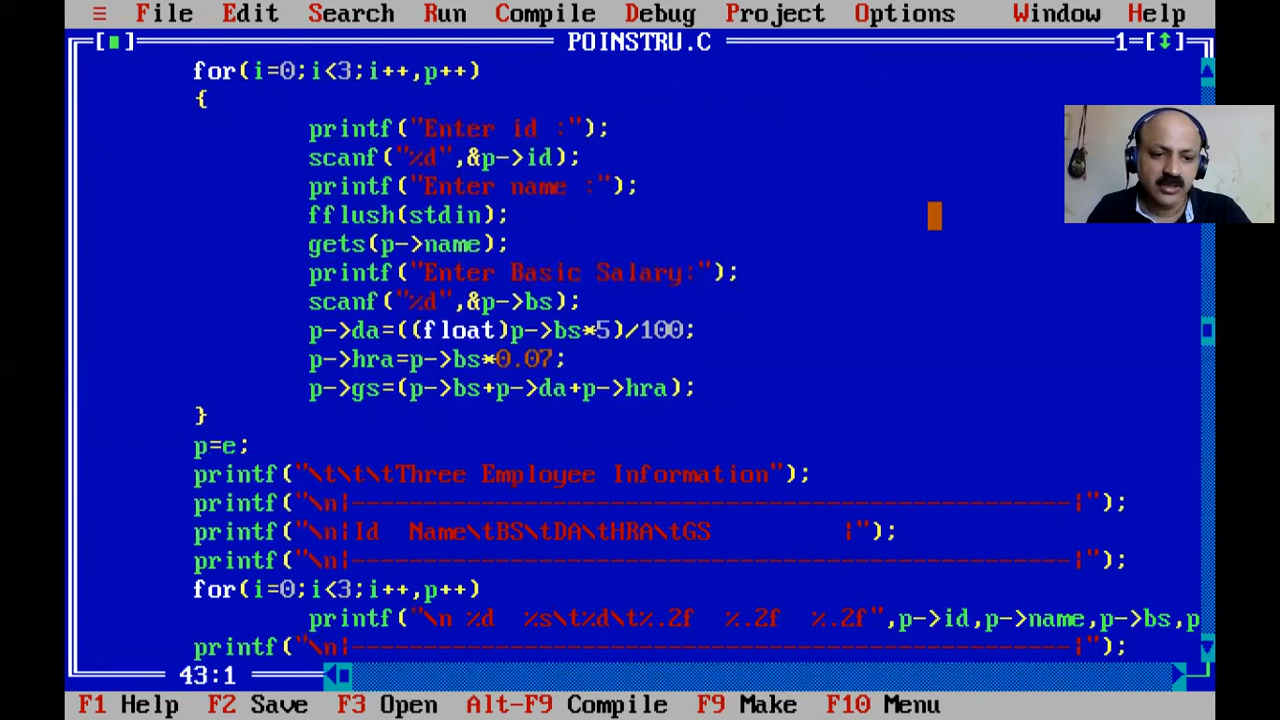 ≡ File Edit Search Run Compile Debug Project Options Window Help
[■] POINSTRU.C 1=[↕]
for(i=0;i<3;i++,p++)
{
printf("Enter id :");
scanf("%d",&p->id);
printf("Enter name :");
fflush(stdin);
gets(p->name);
printf("Enter Basic Salary:");
scanf("%d",&p->bs);
p->da=((float)p->bs*5)/100;
p->hra=p->bs*0.07;
p->gs=(p->bs+p->da+p->hra);
}
p=e;
printf("\t\t\tThree Employee Information");
printf("\n|--------------------------------------------------|");
printf("\n|Id  Name\tBS\tDA\tHRA\tGS         |");
printf("\n|--------------------------------------------------|");
for(i=0;i<3;i++,p++)
printf("\n %d  %s\t%d\t%.2f  %.2f  %.2f",p->id,p->name,p->bs,p
printf("\n|--------------------------------------------------|");
43:1
F1 Help F2 Save F3 Open Alt-F9 Compile F9 Make F10 Menu